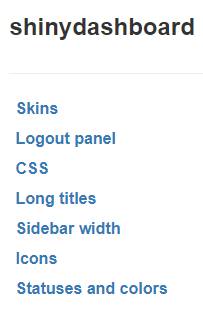 shinydashboard
Skins
Logout panel
CSS
Long titles
Sidebar width
Icons
Statuses and colors